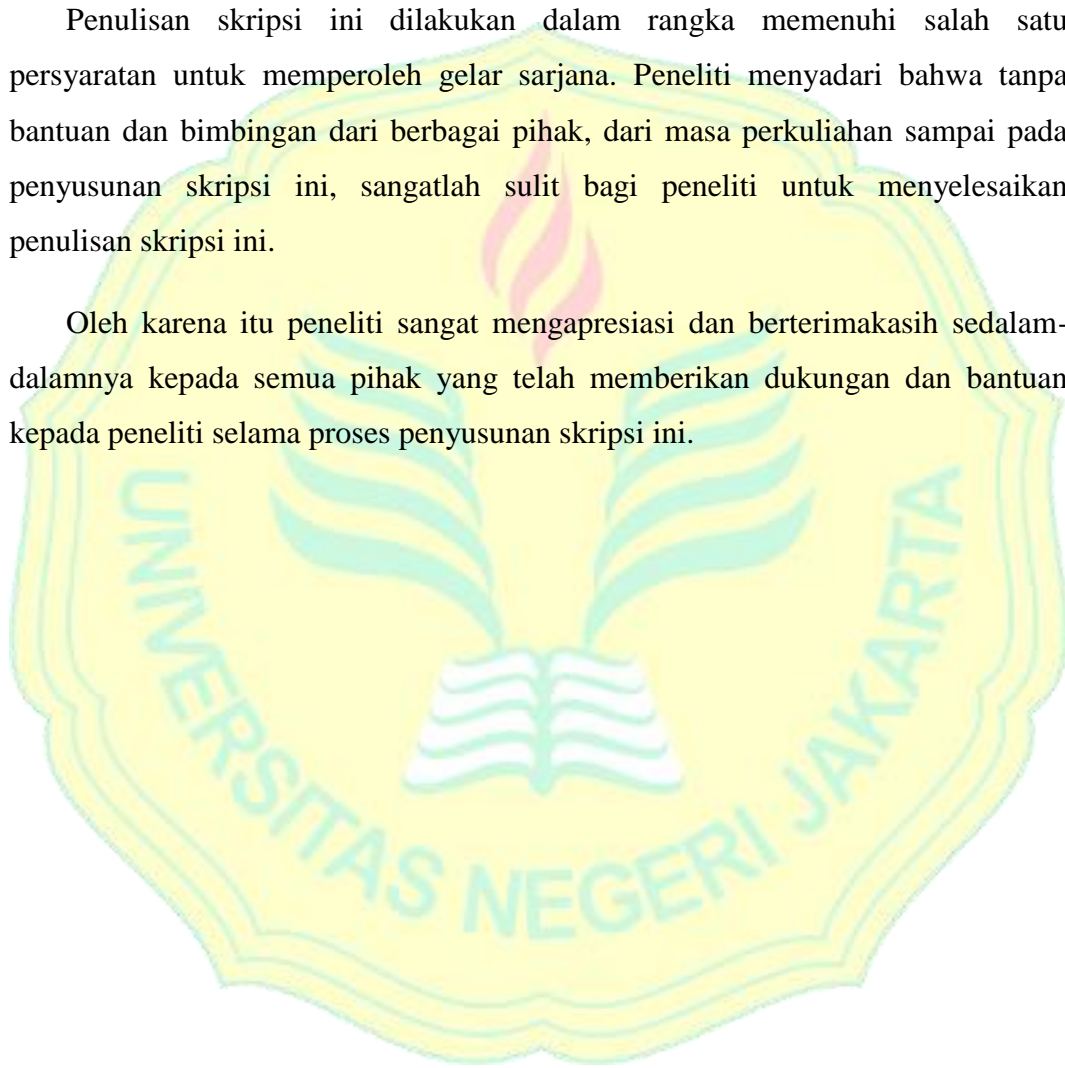 Penulisan skripsi ini dilakukan dalam rangka memenuhi salah satu
persyaratan untuk memperoleh gelar sarjana. Peneliti menyadari bahwa tanpa
bantuan dan bimbingan dari berbagai pihak, dari masa perkuliahan sampai pada
penyusunan skripsi ini, sangatlah sulit bagi peneliti untuk menyelesaikan
penulisan skripsi ini.
Oleh karena itu peneliti sangat mengapresiasi dan berterimakasih sedalam-
dalamnya kepada semua pihak yang telah memberikan dukungan dan bantuan
kepada peneliti selama proses penyusunan skripsi ini.
UNIVERSITAS NEGERI JAKARTA